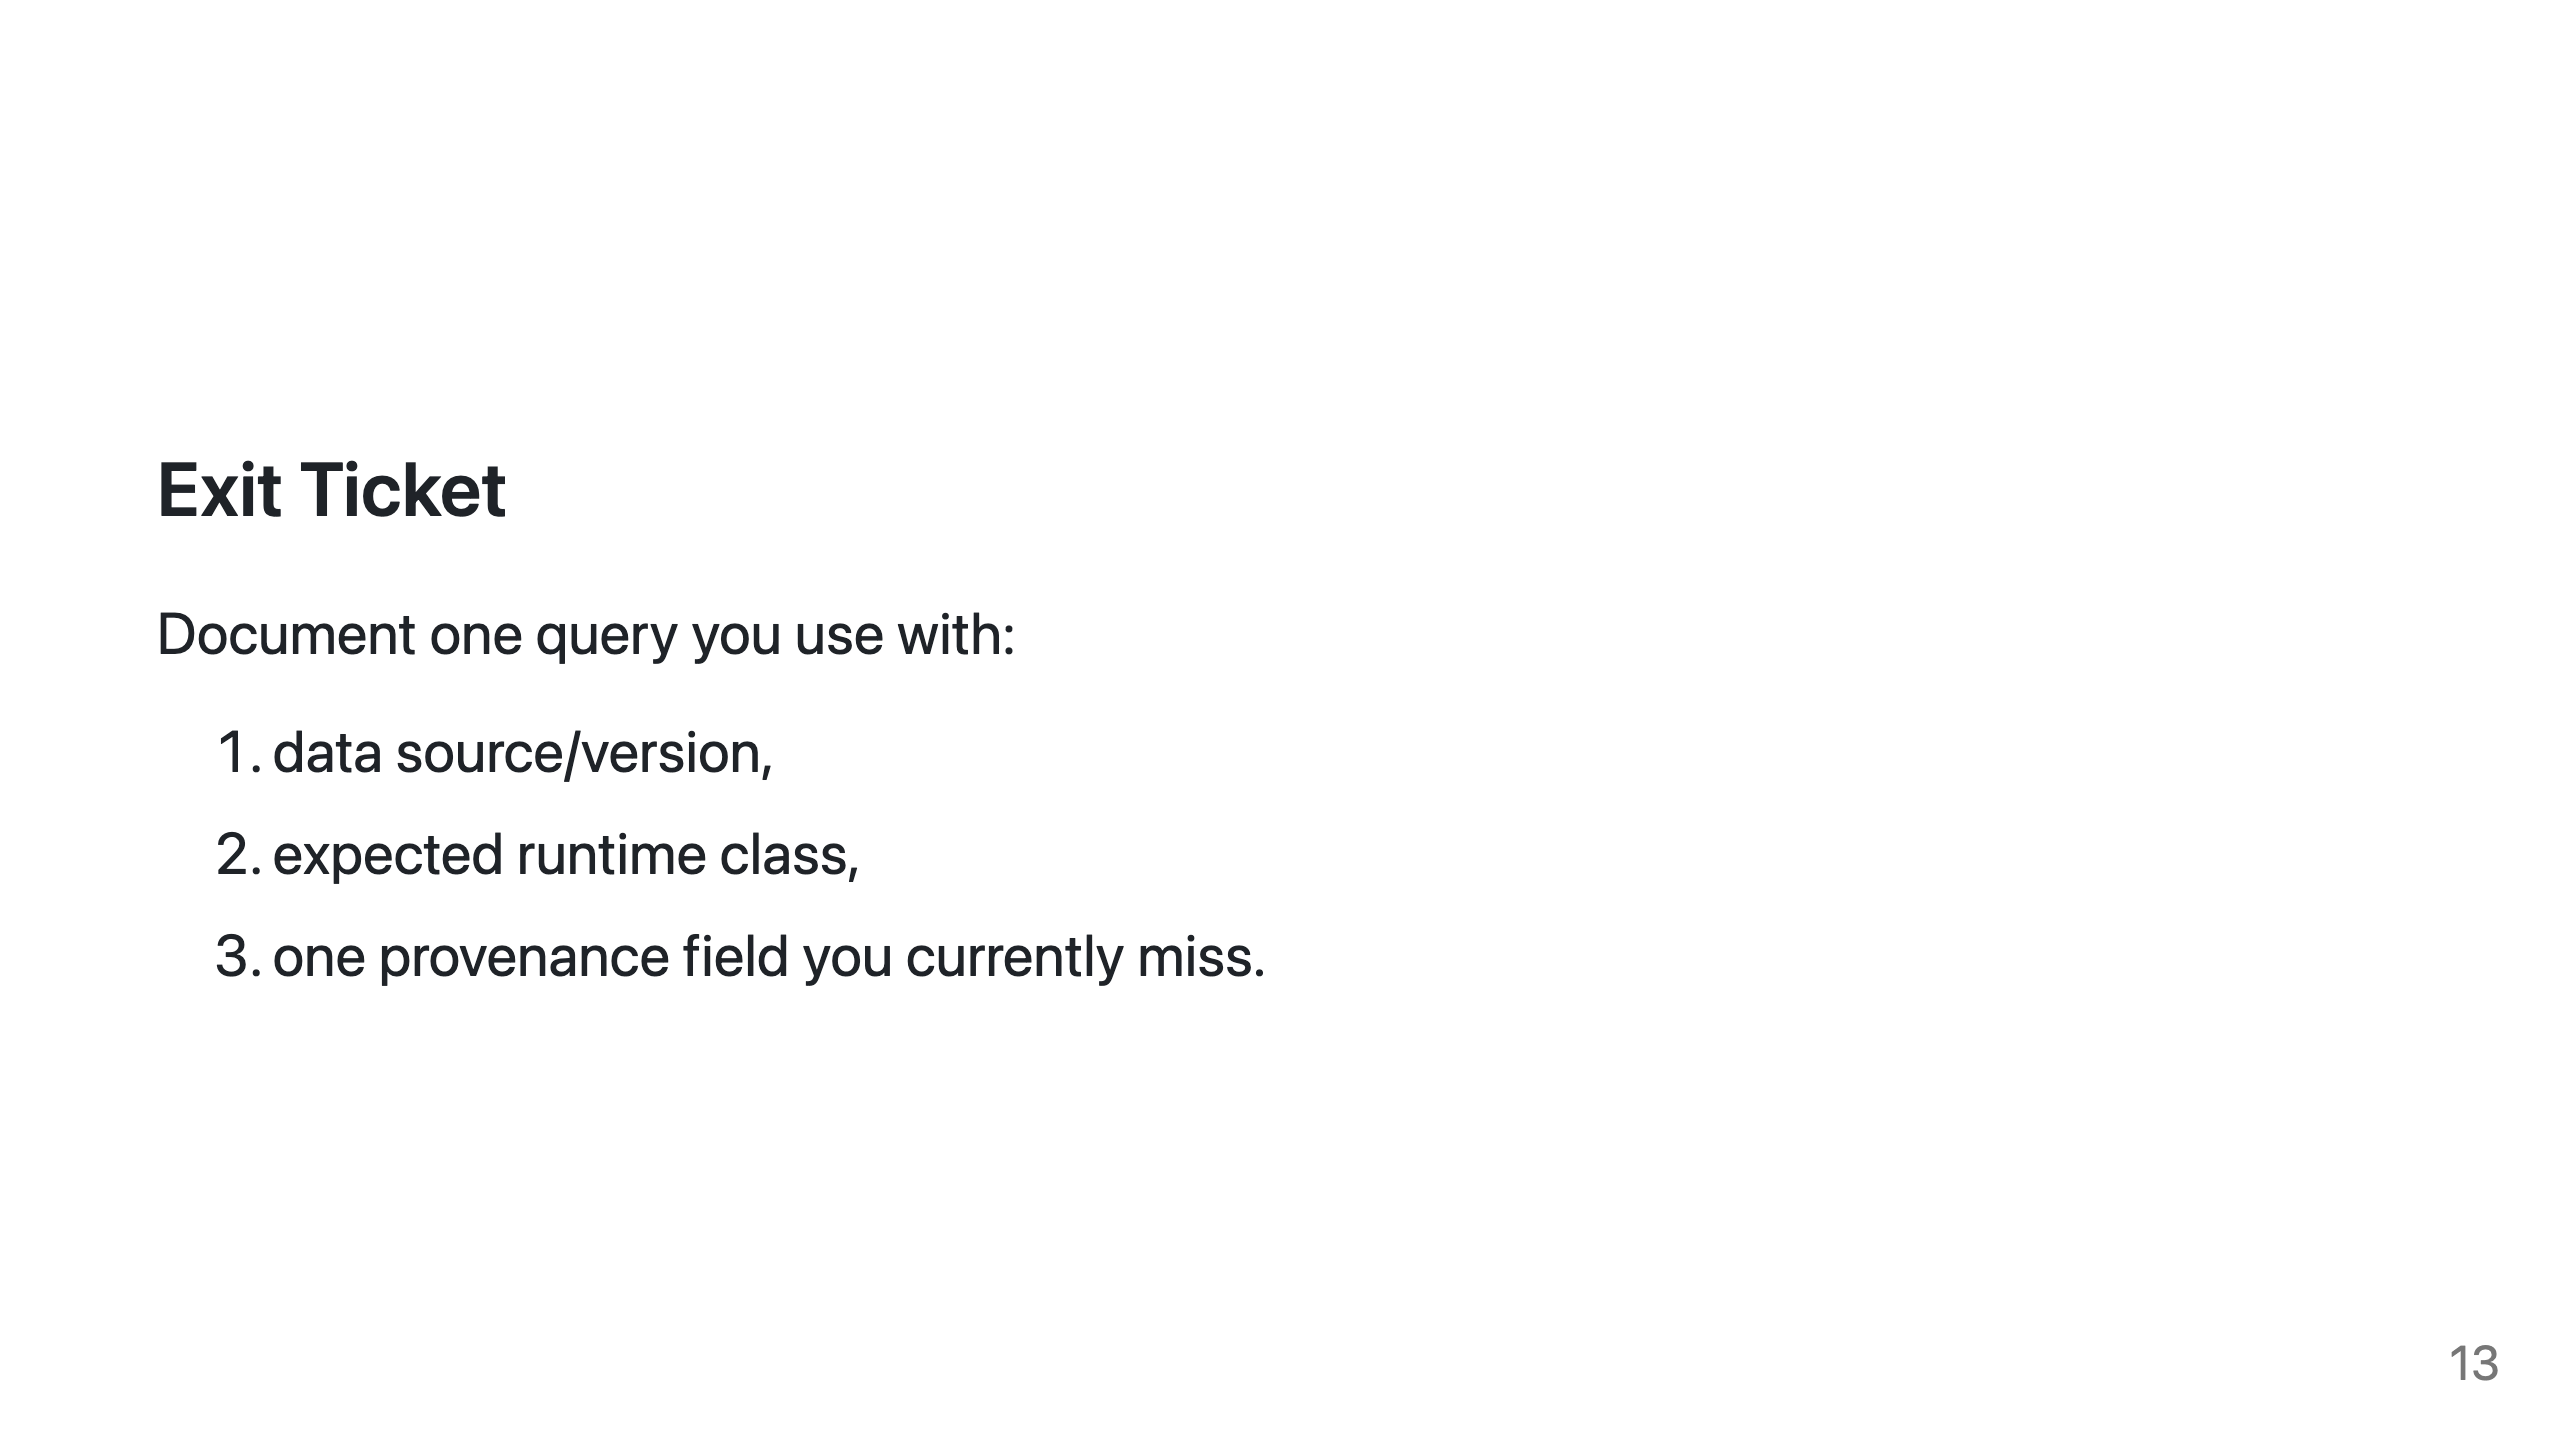 Exit Ticket
Document one query you use with:
1. data source/version,
2. expected runtime class,
3. one provenance field you currently miss.
13